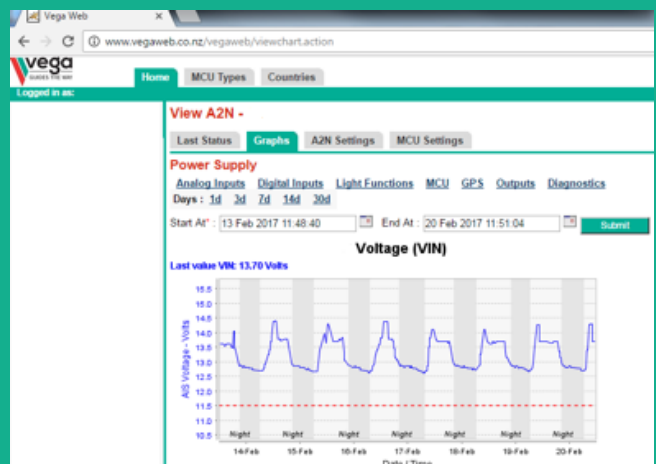 Vega Web
www.vegaweb.co.nz/vegaweb/viewchart.action
vega
GUIDES THE WAY
Home MCU Types Countries
Logged in as:
View A2N -
Last Status Graphs A2N Settings MCU Settings
Power Supply
Analog Inputs Digital Inputs Light Functions MCU GPS Outputs Diagnostics
Days : 1d 3d 7d 14d 30d
Start At* : 13 Feb 2017 11:48:40 End At : 20 Feb 2017 11:51:04 Submit
Voltage (VIN)
Last value VIN: 13.70 Volts
AIS Voltage - Volts
15.5
15.0
14.5
14.0
13.5
13.0
12.5
12.0
11.5
11.0
10.5
Night Night Night Night Night Night Night
14-Feb 15-Feb 16-Feb 17-Feb 18-Feb 19-Feb 20-Feb
Date / Time